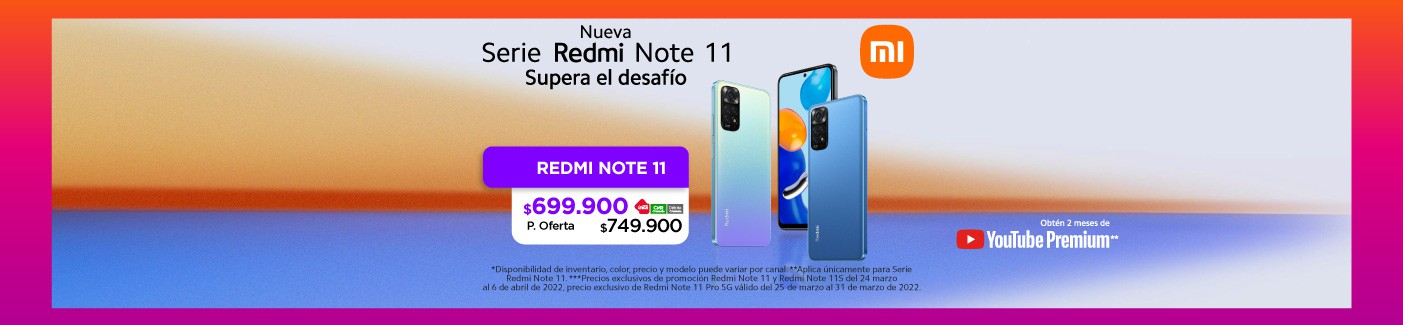 Nueva
Serie Redmi Note 11
Supera el desafío
REDMI NOTE 11
$699.900
P. Oferta $749.900
Obtén 2 meses de
YouTube Premium**
*Disponibilidad de inventario, color, precio y modelo puede variar por canal. **Aplica únicamente para Serie
Redmi Note 11. ***Precios exclusivos de promoción Redmi Note 11 y Redmi Note 11S del 24 marzo
al 6 de abril de 2022, precio exclusivo de Redmi Note 11 Pro 5G válido del 25 de marzo al 31 de marzo de 2022.